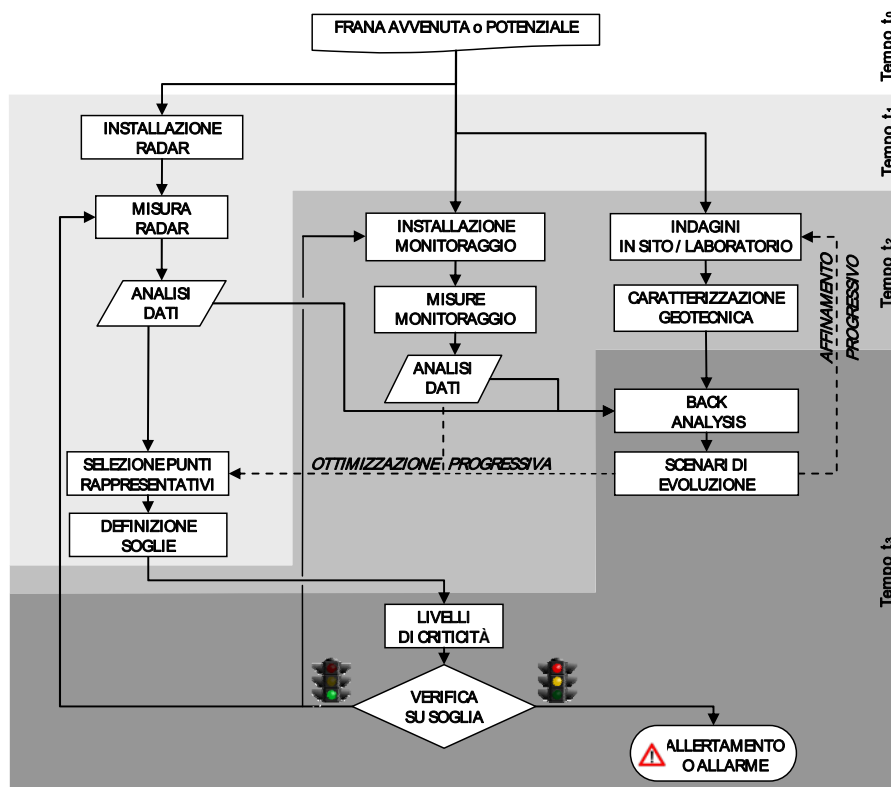 FRANA AVVENUTA o POTENZIALE
Tempo t₀
INSTALLAZIONE
RADAR
Tempo t₁
MISURA
RADAR
INSTALLAZIONE
MONITORAGGIO
INDAGINI
IN SITO / LABORATORIO
Tempo t₂
ANALISI
DATI
MISURE
MONITORAGGIO
CARATTERIZZAZIONE
GEOTECNICA
AFFINAMENTO
PROGRESSIVO
ANALISI
DATI
BACK
ANALYSIS
SELEZIONE PUNTI
RAPPRESENTATIVI
OTTIMIZZAZIONE PROGRESSIVA
SCENARI DI
EVOLUZIONE
DEFINIZIONE
SOGLIE
Tempo t₃
LIVELLI
DI CRITICITÀ
VERIFICA
SU SOGLIA
ALLERTAMENTO
O ALLARME